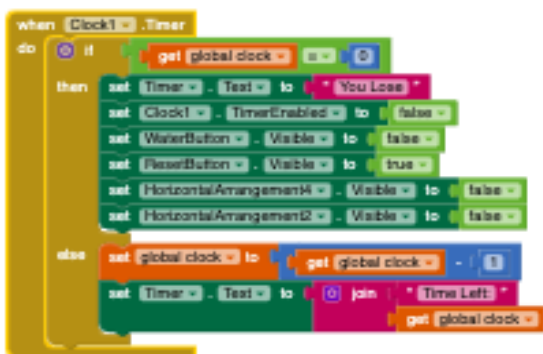 when Clock1 .Timer
do if get global clock = 0
then set Timer . Text to " You Lose "
set Clock1 . TimerEnabled to false
set WaterButton . Visible to false
set ResetButton . Visible to true
set HorizontalArrangement4 . Visible to false
set HorizontalArrangement2 . Visible to false
else set global clock to get global clock - 1
set Timer . Text to join " Time Left: "
get global clock